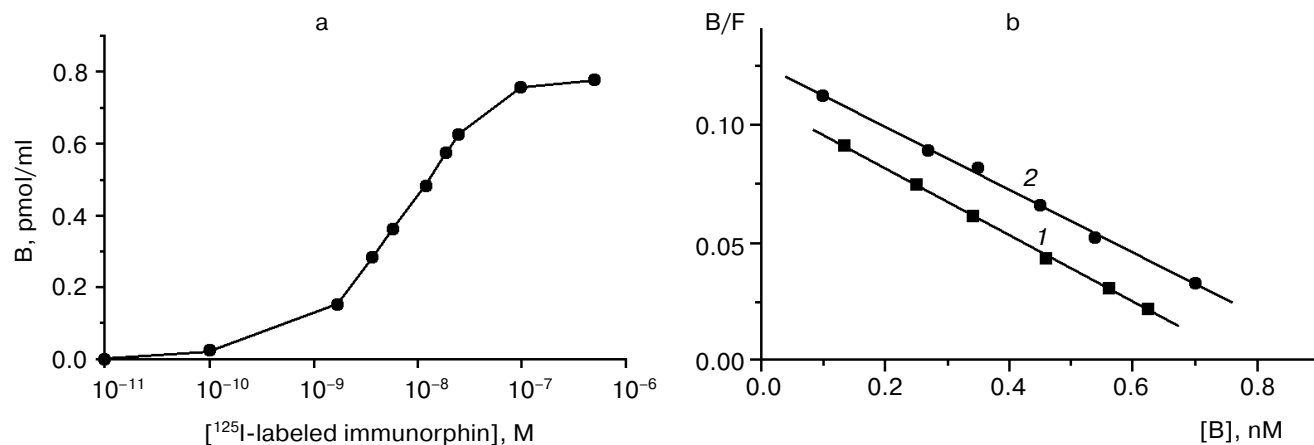 a
B, pmol/ml
0.8
0.6
0.4
0.2
0.0
10⁻¹¹ 10⁻¹⁰ 10⁻⁹ 10⁻⁸ 10⁻⁷ 10⁻⁶
[¹²⁵I-labeled immunorphin], M
B/F
b
0.10
0.05
0.00
2
1
0.0 0.2 0.4 0.6 0.8
[B], nM